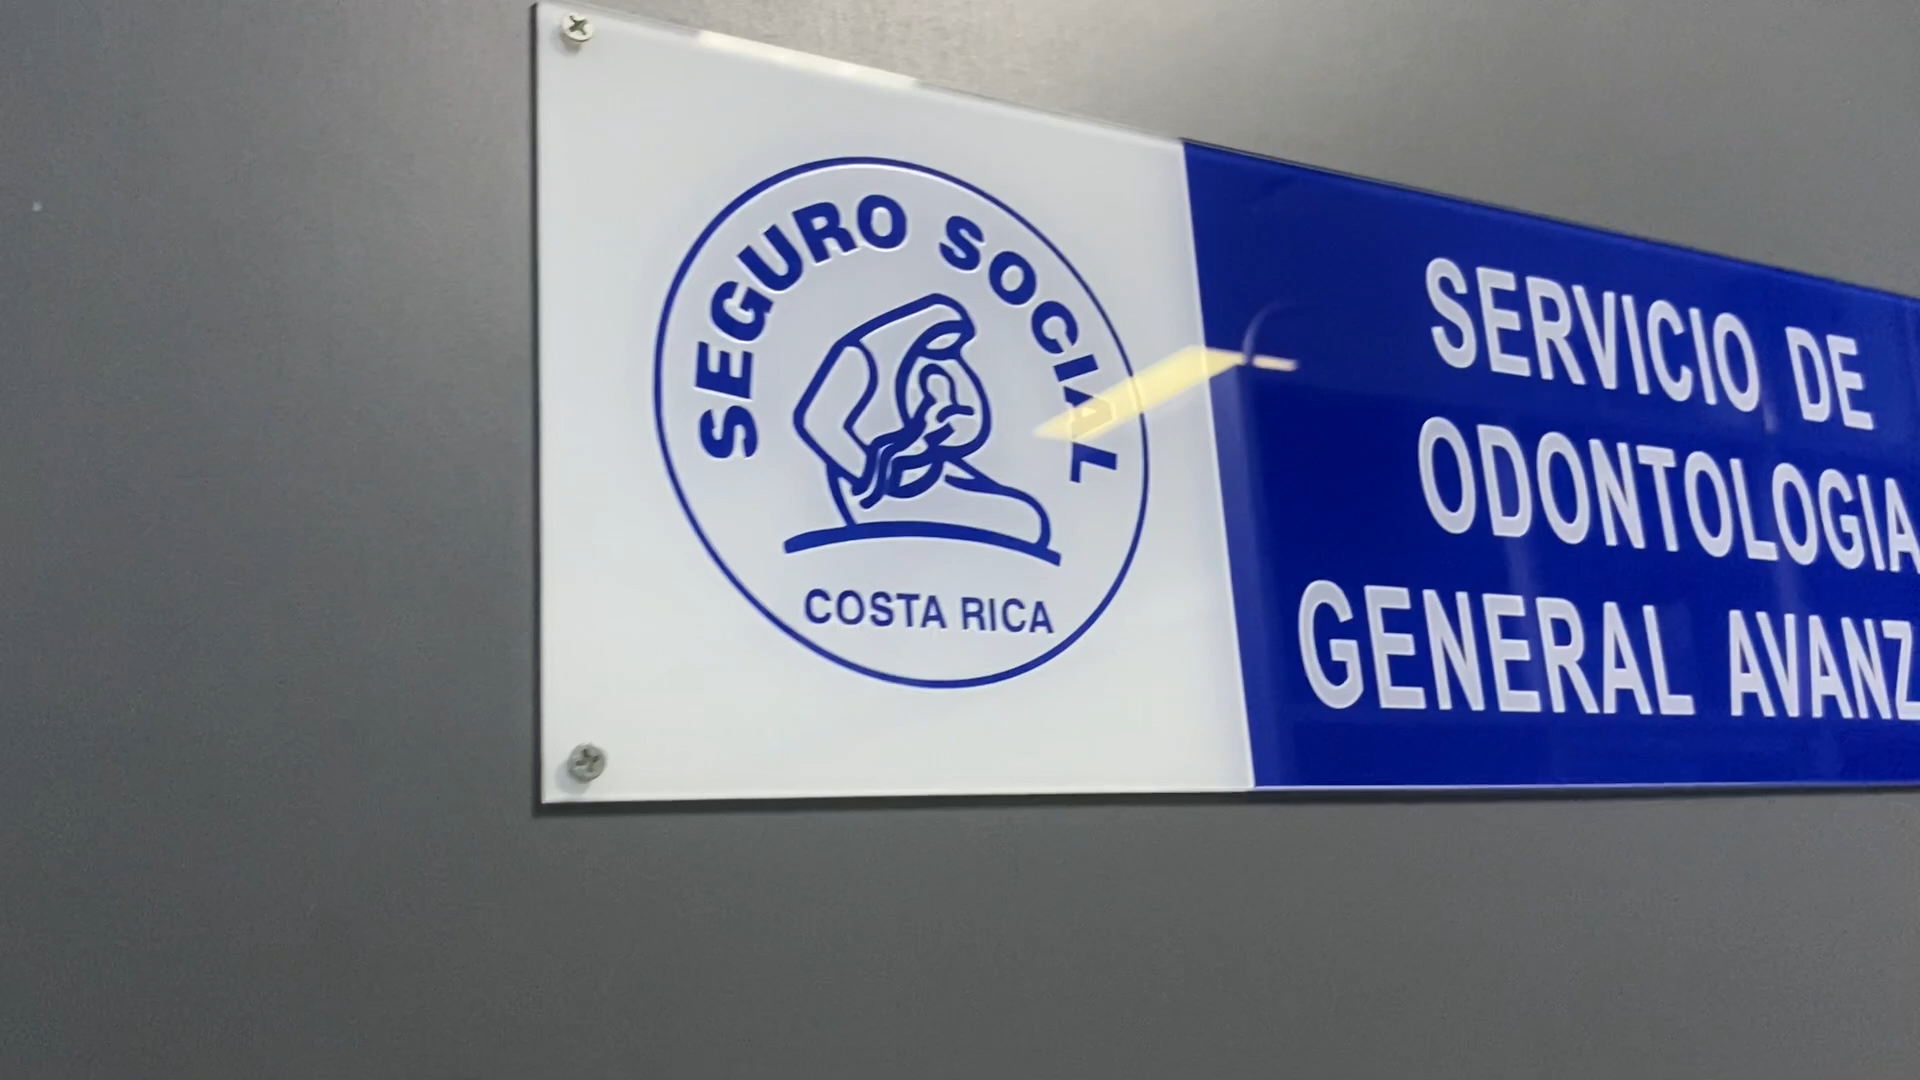 SEGURO SOCIAL
COSTA RICA
SERVICIO DE
ODONTOLOGIA
GENERAL